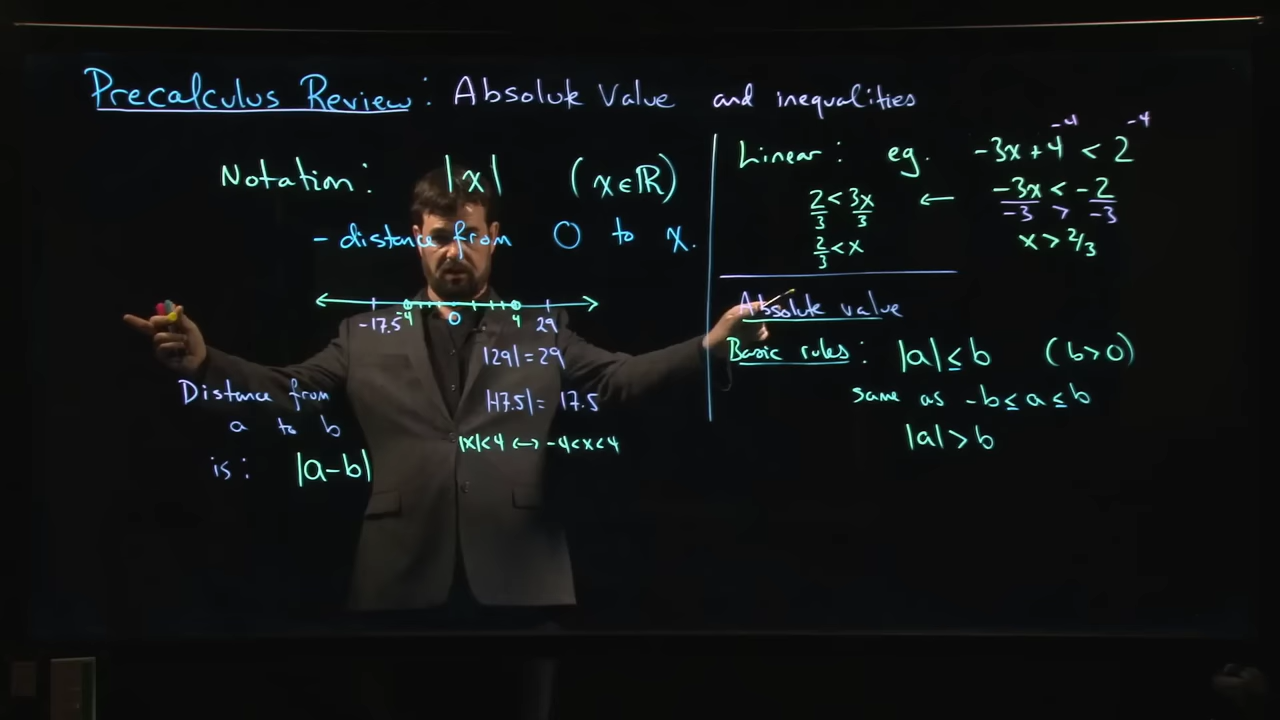 Precalculus Review: Absolute Value and inequalities
Notation: |x| (x∈ℝ)
- distance from 0 to x.
-17.5 -4 0 4 29
|29| = 29
|-17.5| = 17.5
|x|<4 ↔ -4<x<4
Distance from
a to b
is: |a-b|
Linear: eg. -3x+4 < 2
-4 -4
2/3 < 3x/3 ← -3x/-3 < > -2/-3
2/3 < x
x > 2/3
Absolute value
Basic rules: |a| ≤ b (b>0)
same as -b ≤ a ≤ b
|a| > b